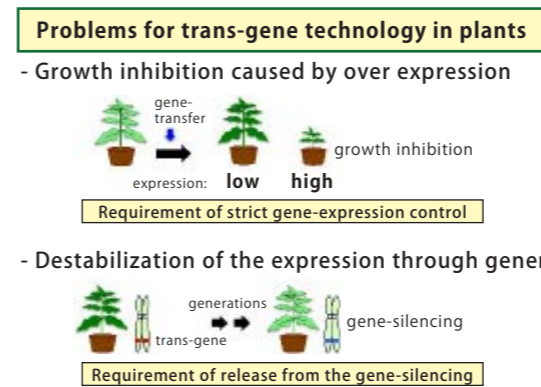 Problems for trans-gene technology in plants
- Growth inhibition caused by over expression
gene-
transfer
growth inhibition
expression: low high
Requirement of strict gene-expression control
- Destabilization of the expression through gener
generations
gene-silencing
trans-gene
Requirement of release from the gene-silencing